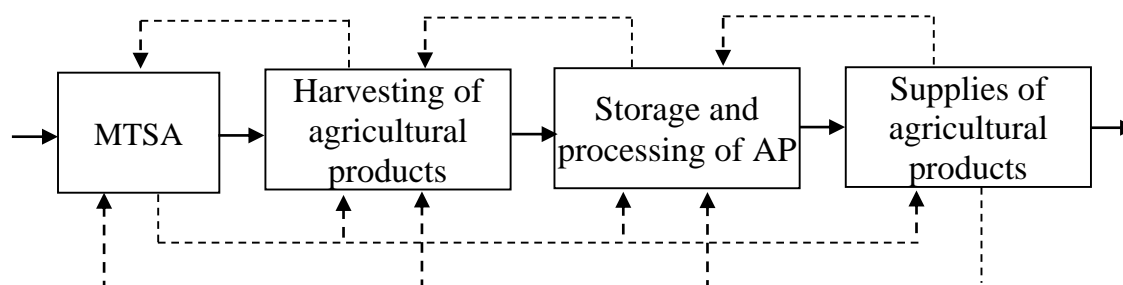 MTSA
Harvesting of
agricultural
products
Storage and
processing of AP
Supplies of
agricultural
products